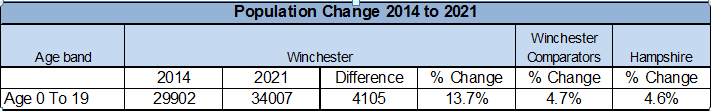 Population Change 2014 to 2021
Age band Winchester Winchester Comparators Hampshire
2014 2021 Difference % Change % Change % Change
Age 0 To 19 29902 34007 4105 13.7% 4.7% 4.6%